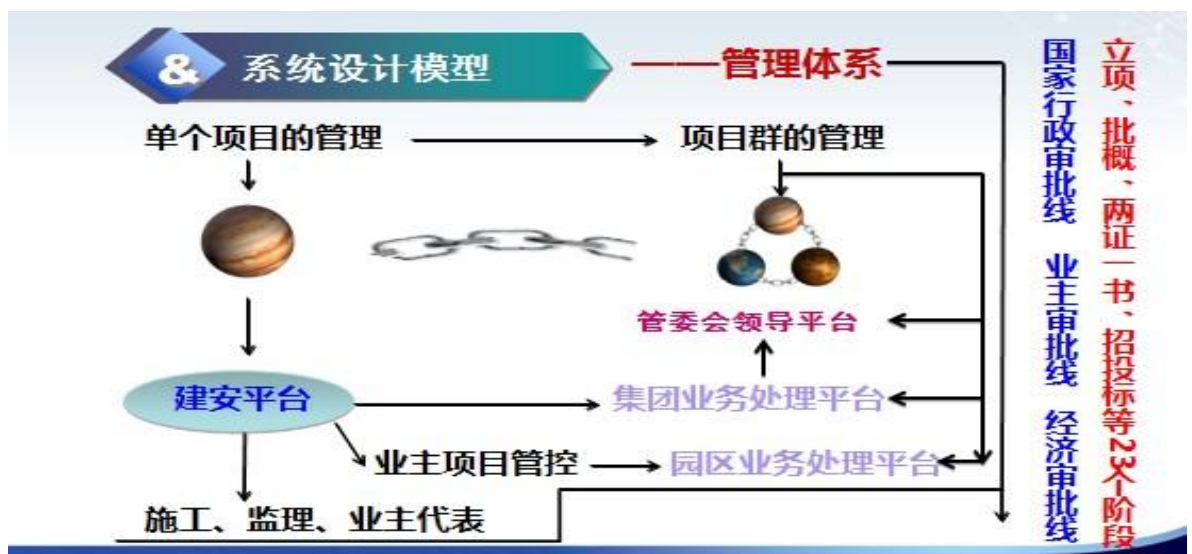 & 系统设计模型
——管理体系
单个项目的管理
项目群的管理
管委会领导平台
建安平台
集团业务处理平台
业主项目管控
园区业务处理平台
施工、监理、业主代表
国家行政审批线 业主审批线 经济审批线
立项、批概、两证一书、招投标等23个阶段